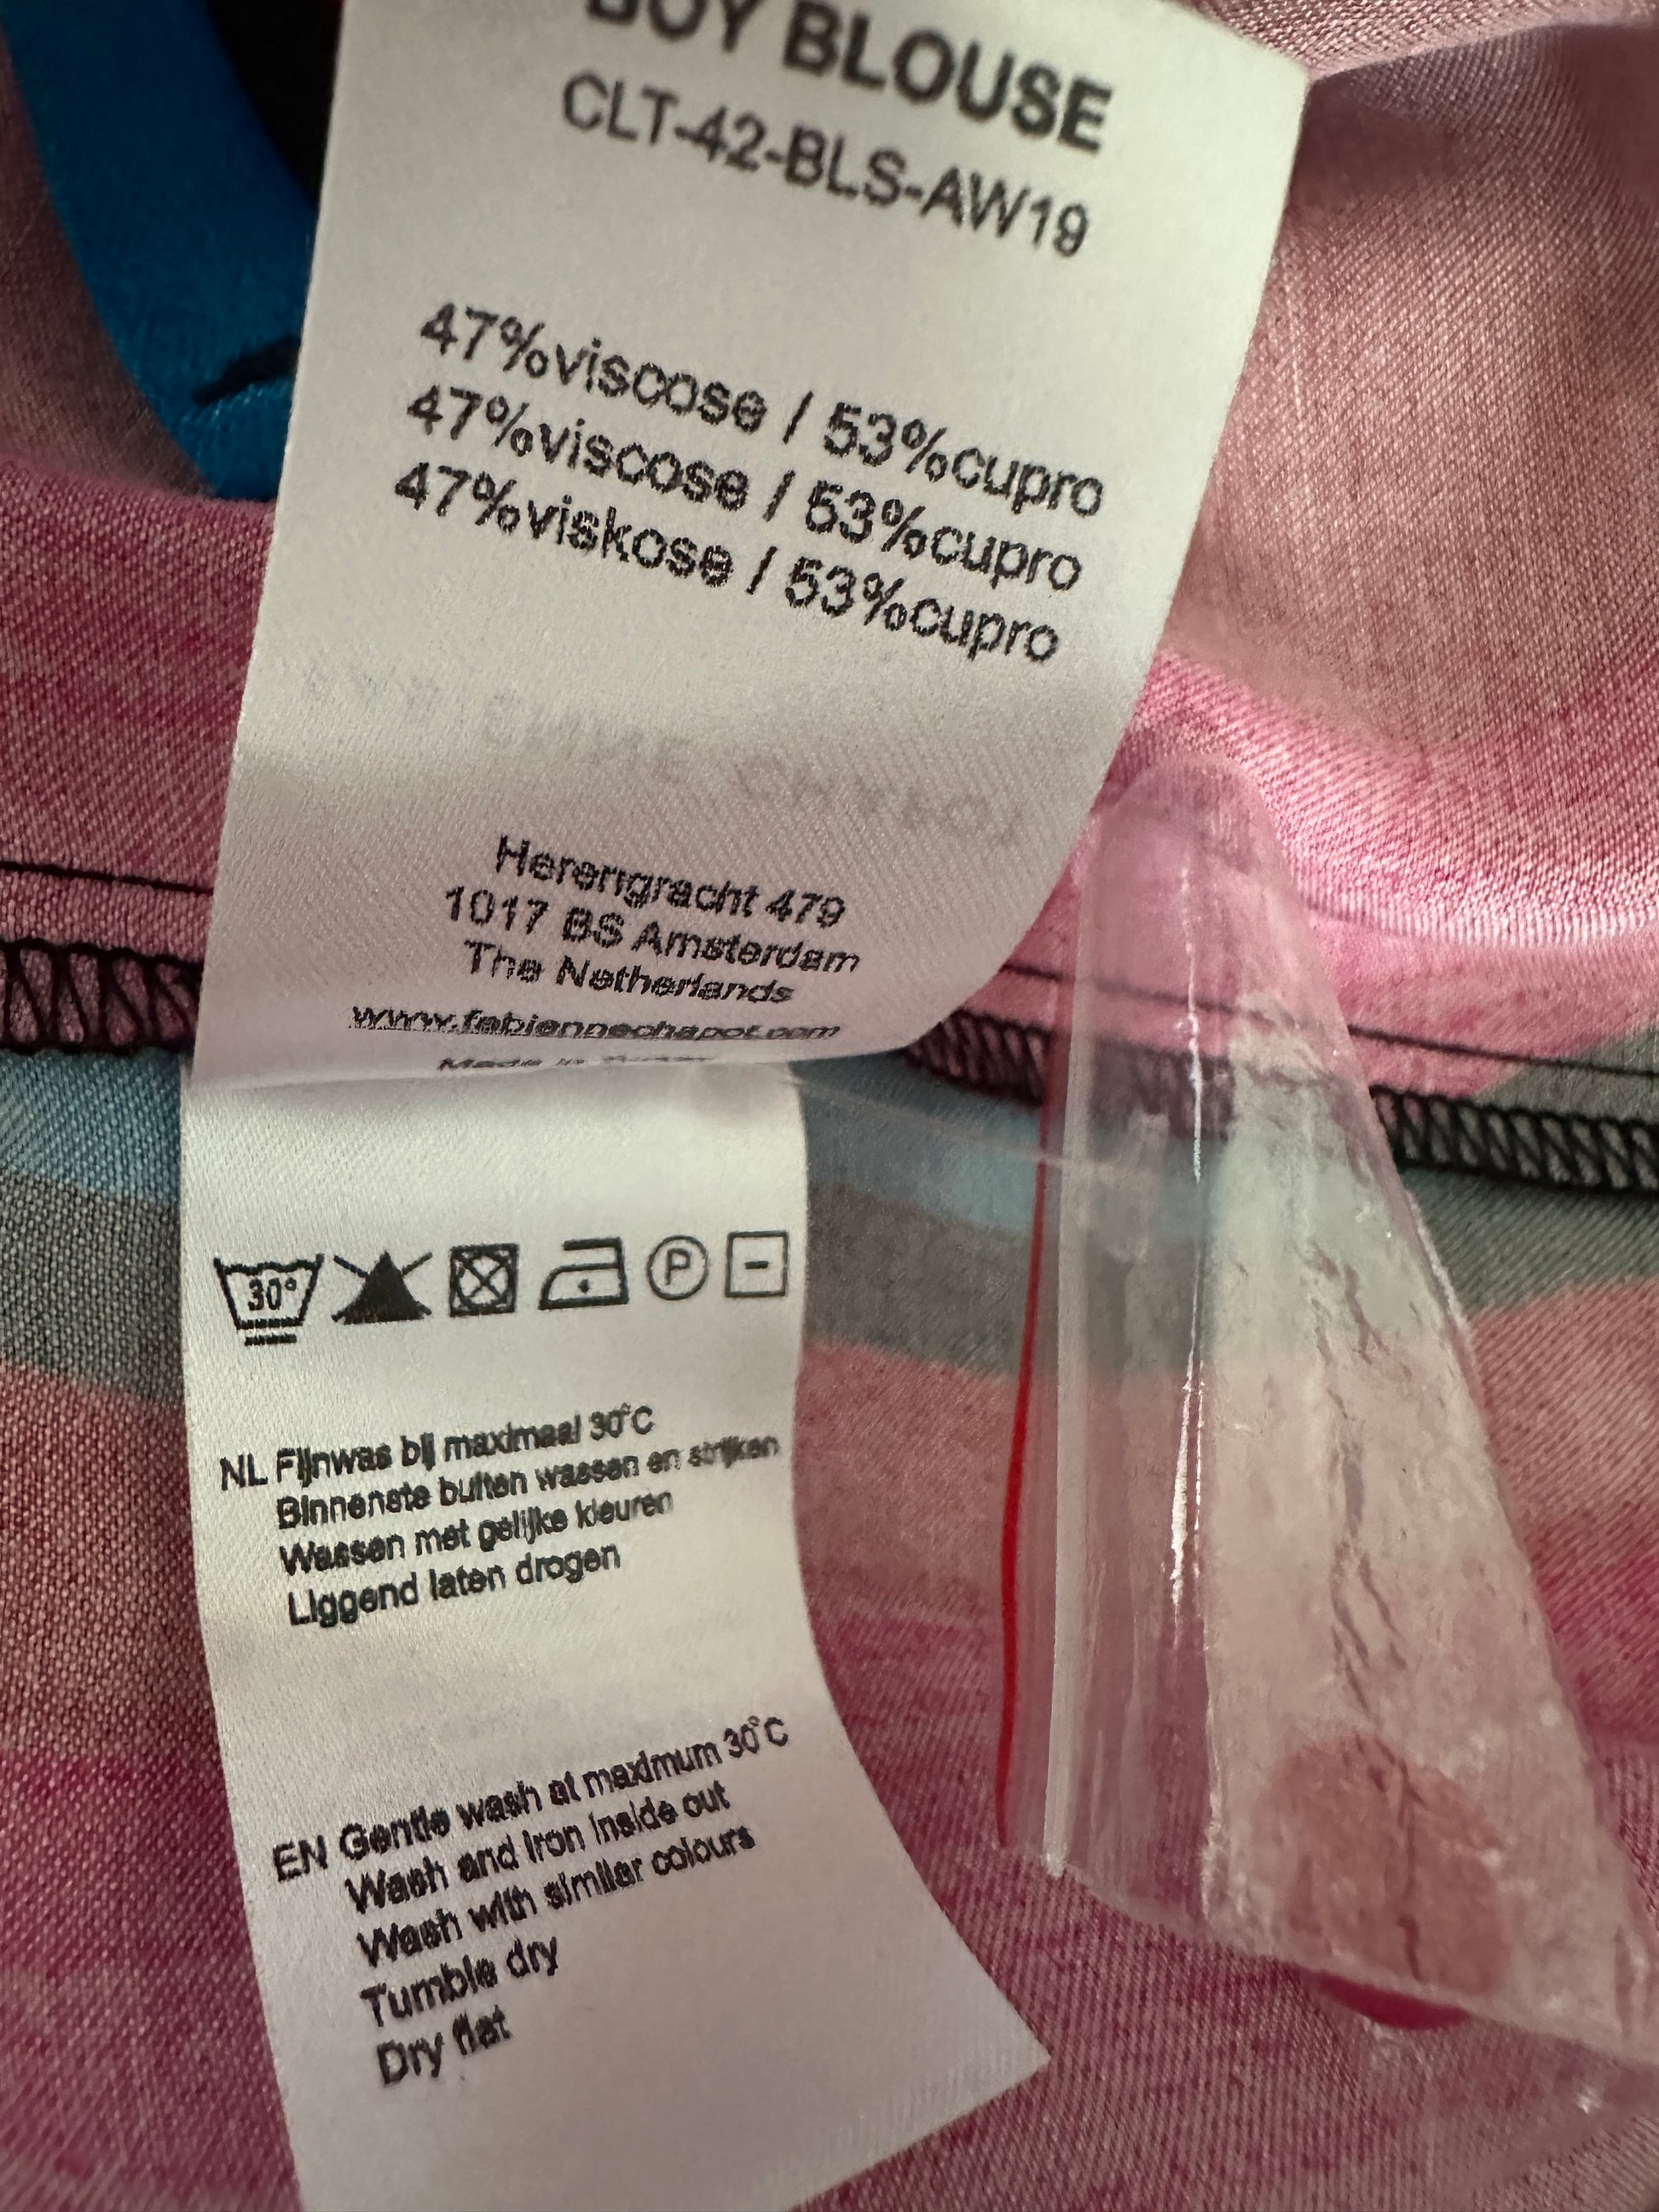 BOY BLOUSE
CLT-42-BLS-AW19
47%viscose / 53%cupro
47%viscose / 53%cupro
47%viskose / 53%cupro
Herengracht 479
1017 BS Amsterdam
The Netherlands
www.fabiennechapot.com
Made in
30°
P
NL Fijnwas bij maximaal 30°C
Binnenste buiten wassen en strijken
Wassen met gelijke kleuren
Liggend laten drogen
EN Gentle wash at maximum 30°C
Wash and iron inside out
Wash with similar colours
Tumble dry
Dry flat